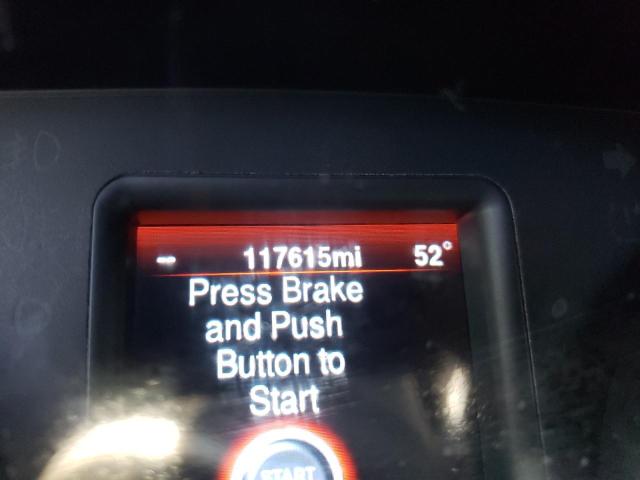 -- 117615mi 52°
Press Brake
and Push
Button to
Start
START